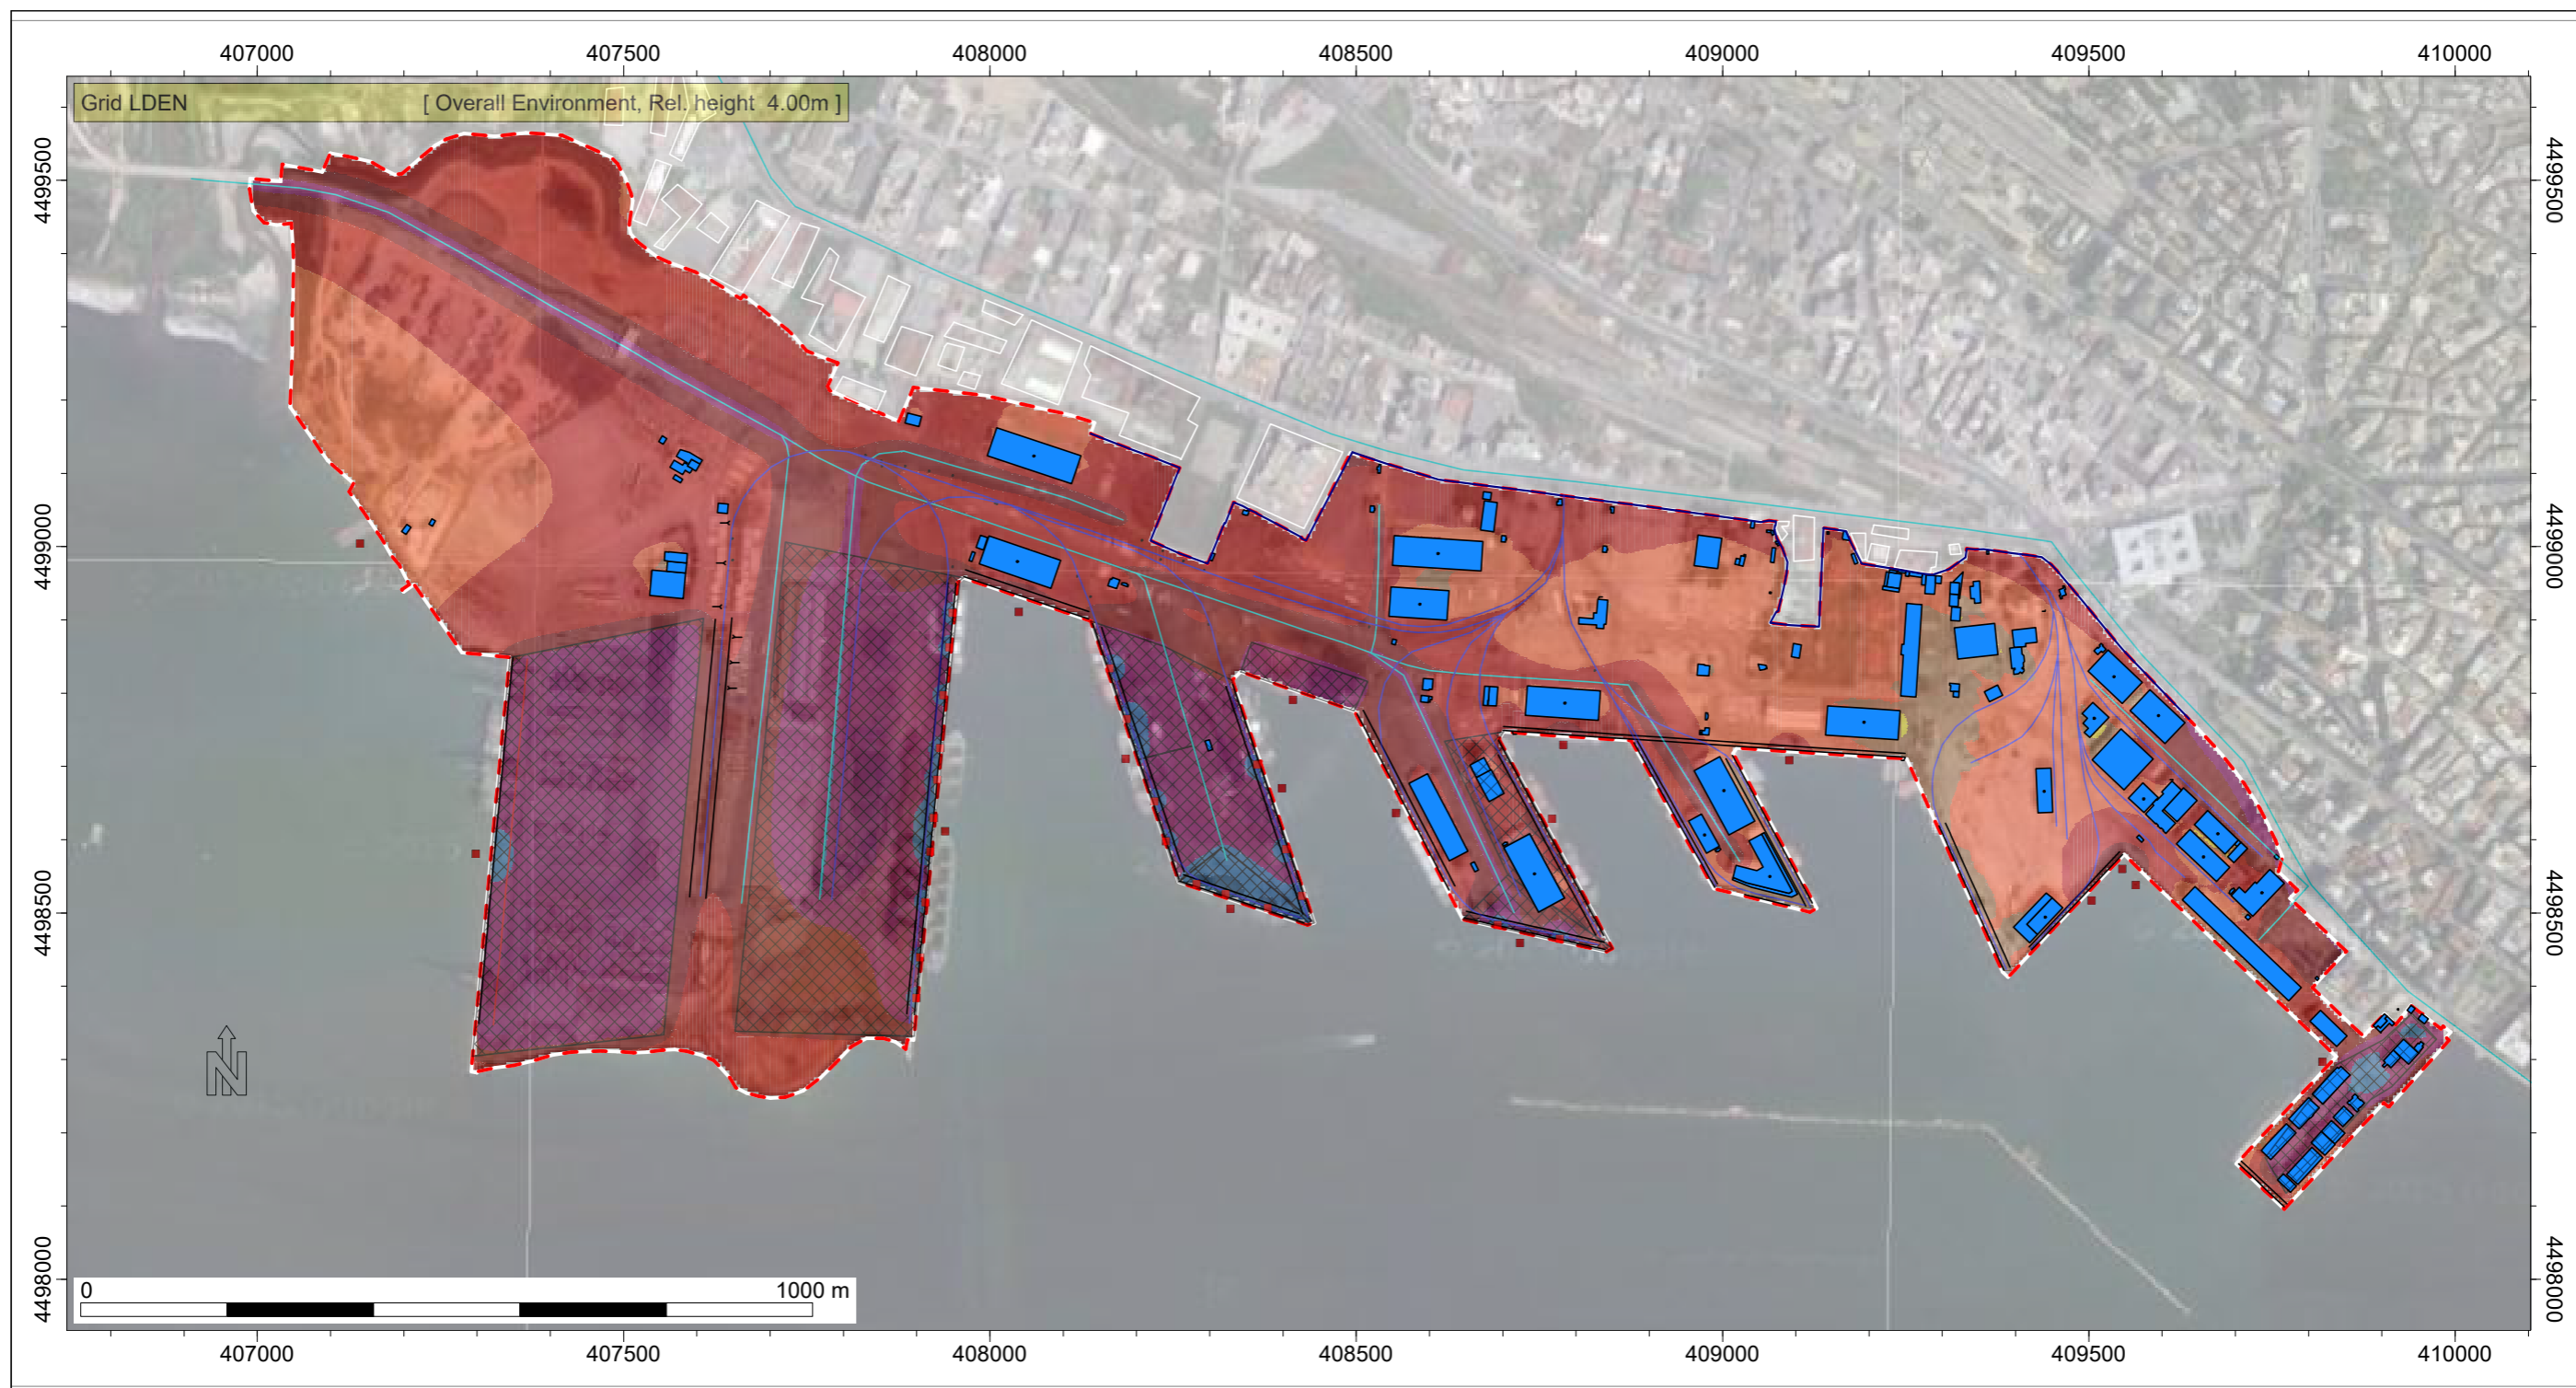 407000 407500 408000 408500 409000 409500 410000
Grid LDEN [ Overall Environment, Rel. height 4.00m ]
4499500 4499500
4499000 4499000
4498500 4498500
N
0 1000 m
4498000 4498000
407000 407500 408000 408500 409000 409500 410000